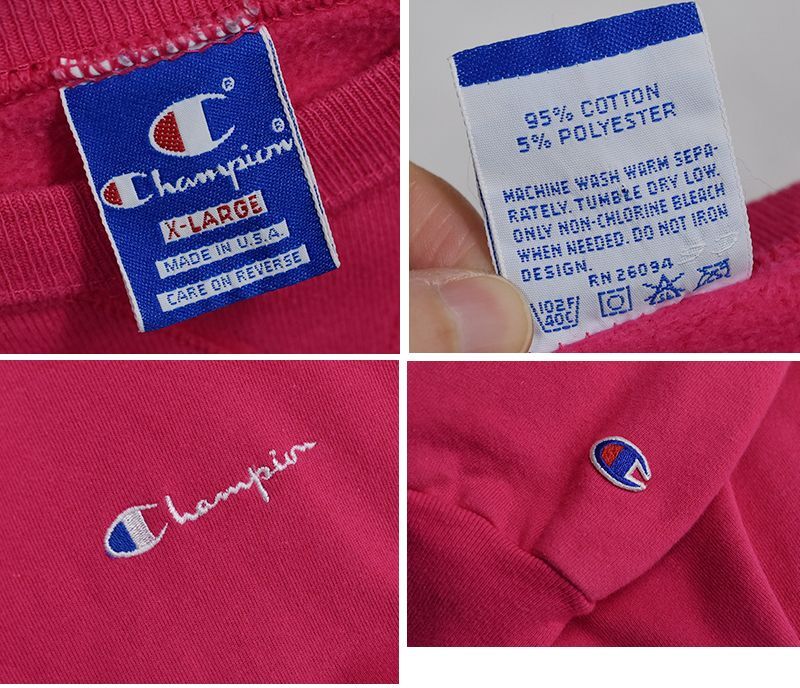 ®
Champion®
X-LARGE
MADE IN U.S.A.
CARE ON REVERSE
95% COTTON
5% POLYESTER
MACHINE WASH WARM SEPA-
RATELY. TUMBLE DRY LOW.
ONLY NON-CHLORINE BLEACH
WHEN NEEDED. DO NOT IRON
DESIGN.
RN 26094
102F
40C
Champion